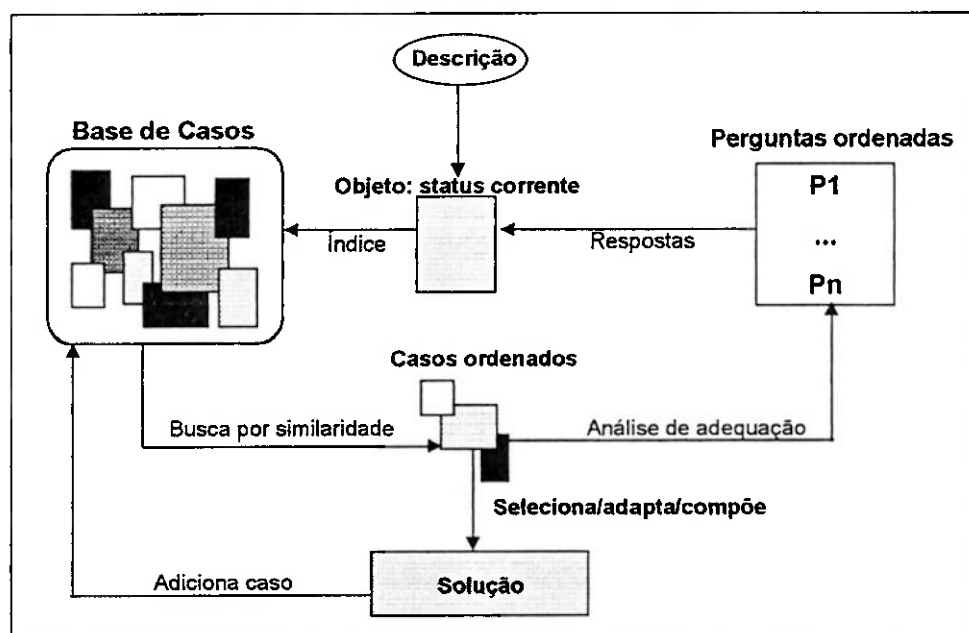 Descrição
Base de Casos
Perguntas ordenadas
Objeto: status corrente
P1
...
Pn
Índice
Respostas
Casos ordenados
Busca por similaridade
Análise de adequação
Seleciona/adapta/compõe
Adiciona caso
Solução